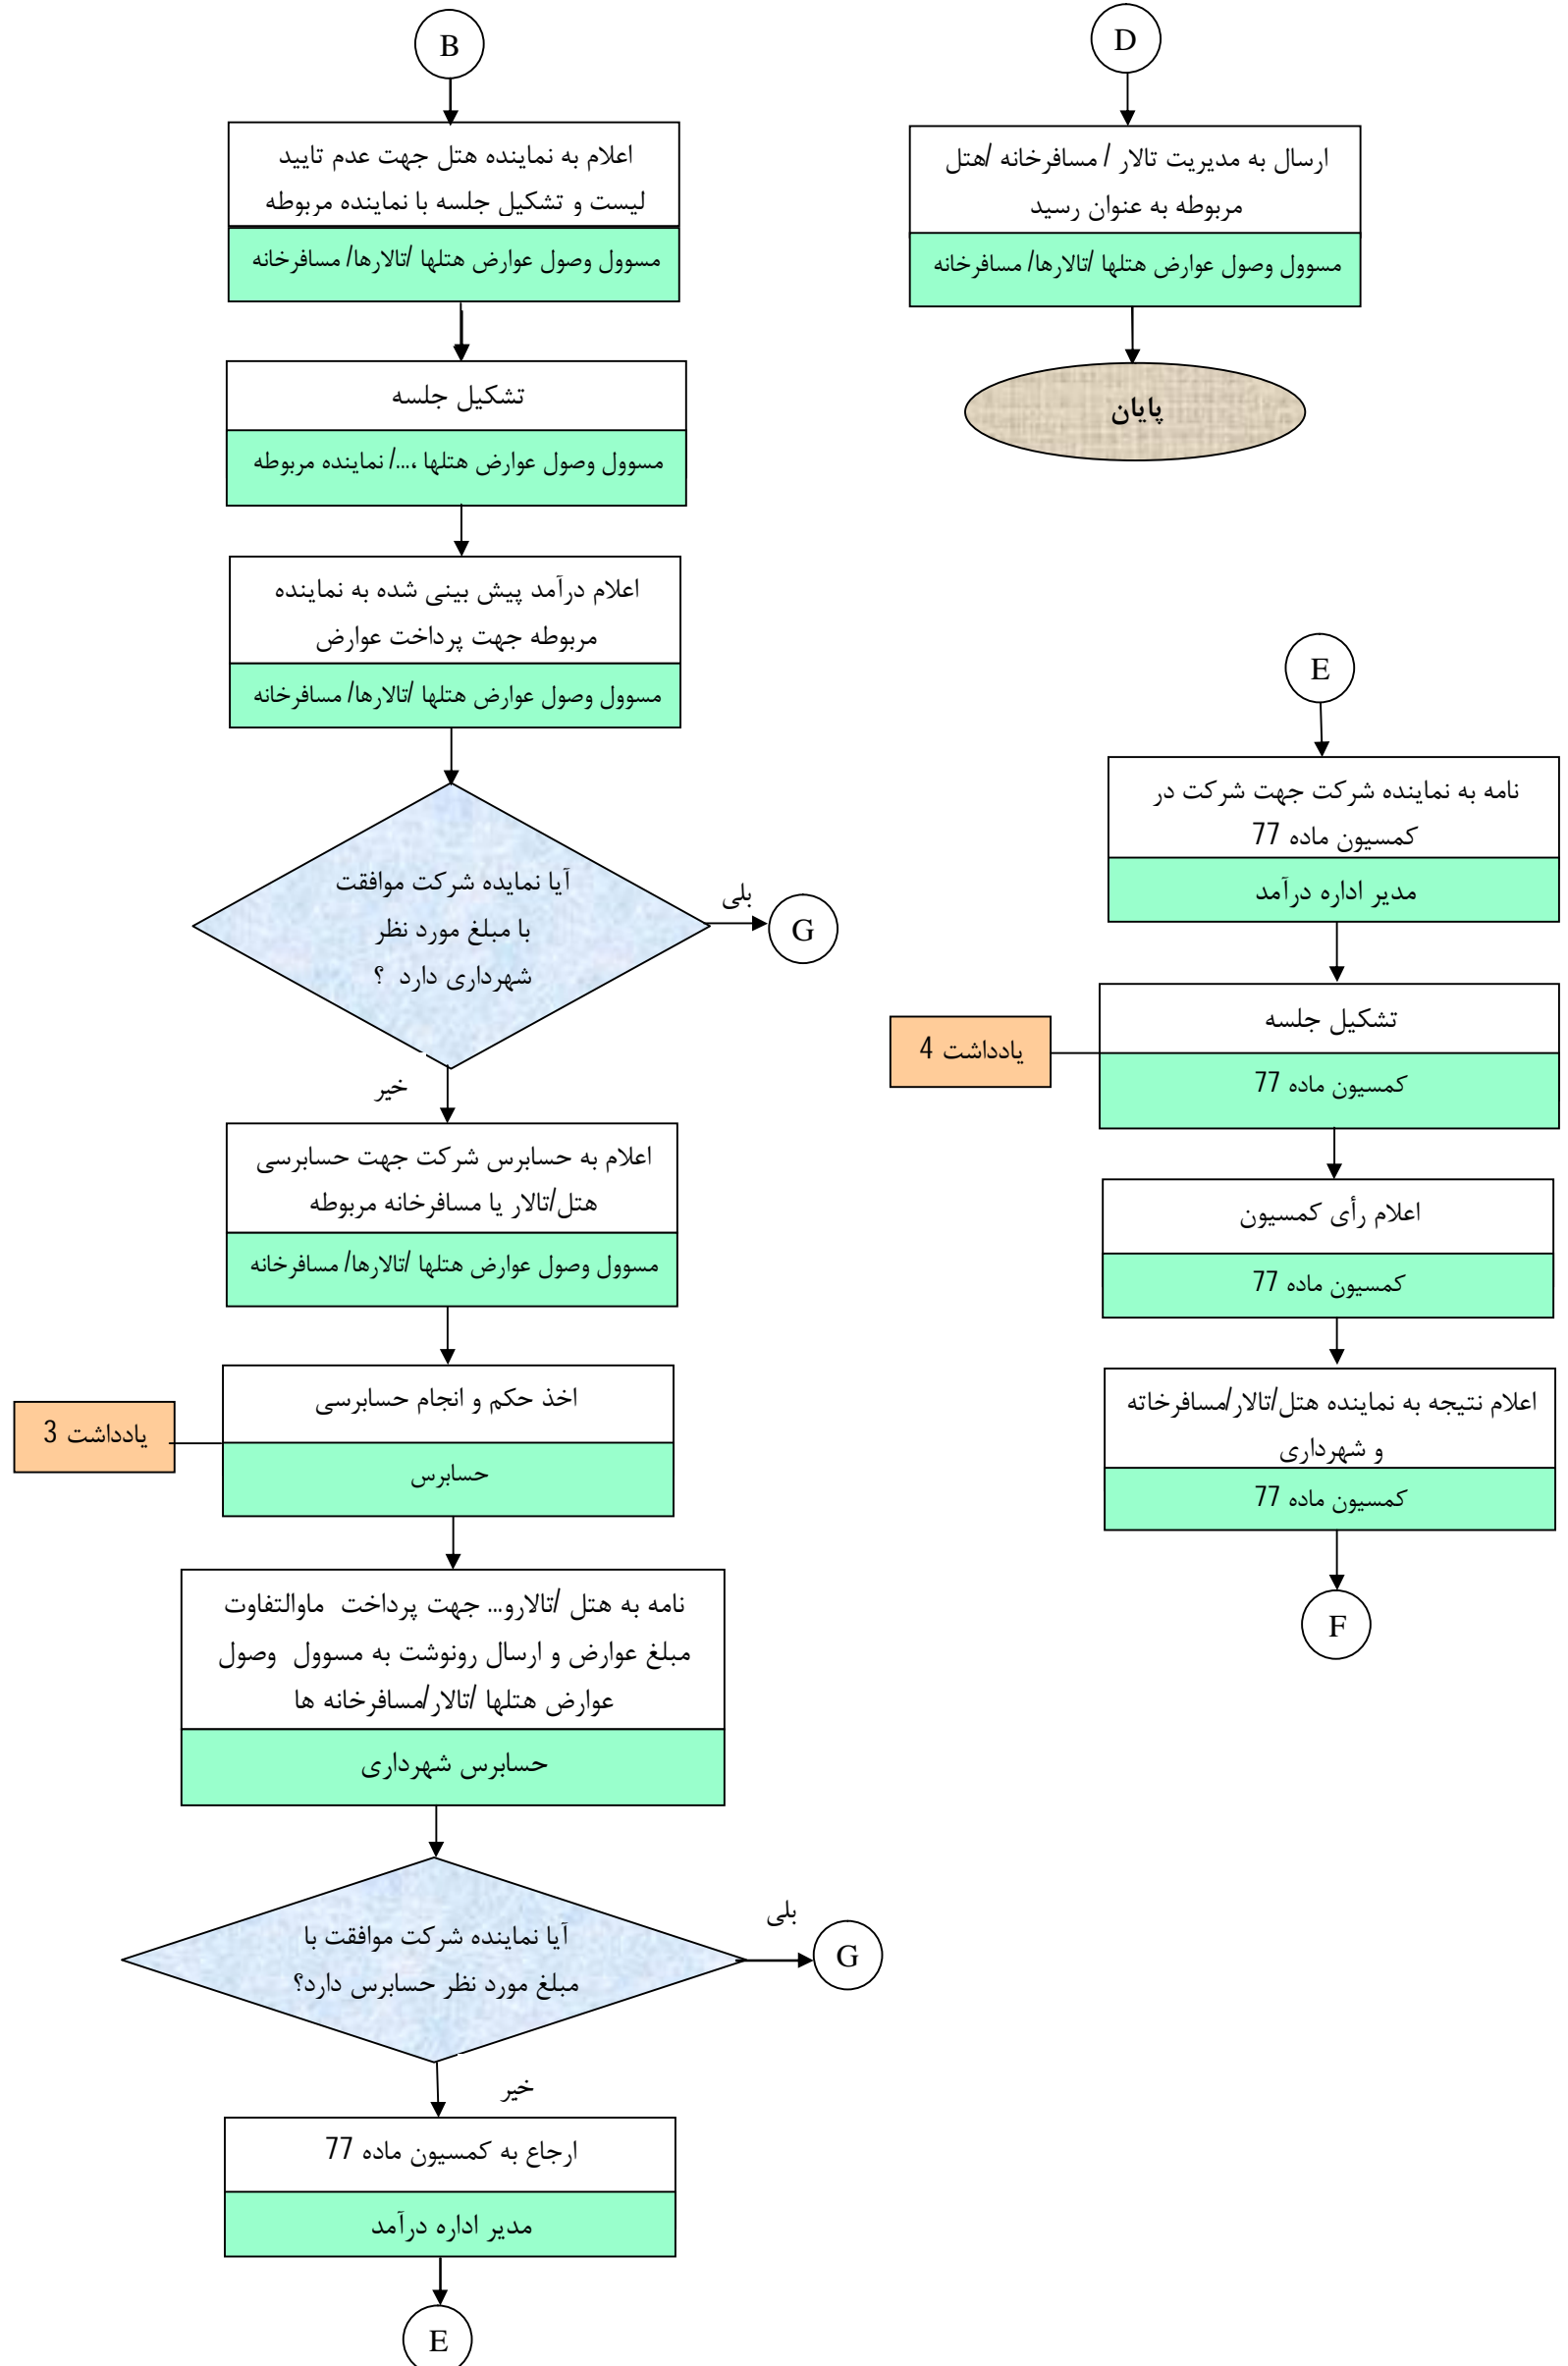 B
اعلام به نماینده هتل جهت عدم تایید
لیست و تشکیل جلسه با نماینده مربوطه
مسوول وصول عوارض هتلها /تالارها/ مسافرخانه
تشکیل جلسه
مسوول وصول عوارض هتلها ،.../ نماینده مربوطه
اعلام درآمد پیش بینی شده به نماینده
مربوطه جهت پرداخت عوارض
مسوول وصول عوارض هتلها /تالارها/ مسافرخانه
آیا نمایده شرکت موافقت
با مبلغ مورد نظر
شهرداری دارد ؟
بلی
G
خیر
اعلام به حسابرس شرکت جهت حسابرسی
هتل/تالار یا مسافرخانه مربوطه
مسوول وصول عوارض هتلها /تالارها/ مسافرخانه
اخذ حکم و انجام حسابرسی
حسابرس
یادداشت 3
نامه به هتل /تالارو... جهت پرداخت ماوالتفاوت
مبلغ عوارض و ارسال رونوشت به مسوول وصول
عوارض هتلها /تالار/مسافرخانه ها
حسابرس شهرداری
آیا نماینده شرکت موافقت با
مبلغ مورد نظر حسابرس دارد؟
بلی
G
خیر
ارجاع به کمسیون ماده 77
مدیر اداره درآمد
E
D
ارسال به مدیریت تالار / مسافرخانه /هتل
مربوطه به عنوان رسید
مسوول وصول عوارض هتلها /تالارها/ مسافرخانه
پایان
E
نامه به نماینده شرکت جهت شرکت در
کمسیون ماده 77
مدیر اداره درآمد
تشکیل جلسه
کمسیون ماده 77
یادداشت 4
اعلام رأی کمسیون
کمسیون ماده 77
اعلام نتیجه به نماینده هتل/تالار/مسافرخاته
و شهرداری
کمسیون ماده 77
F